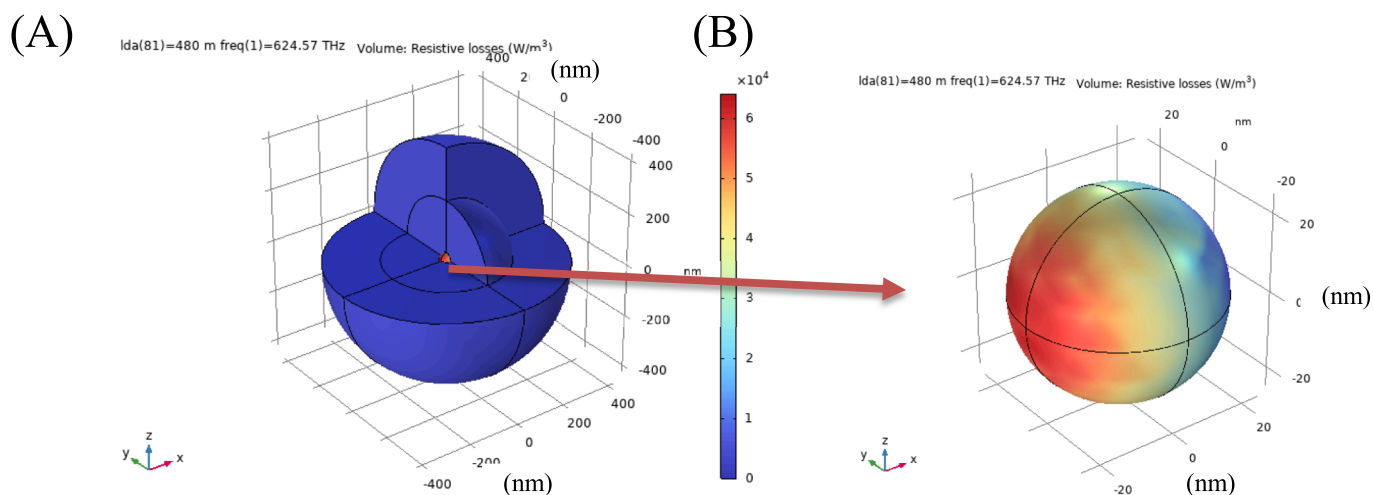 (A)
lda(81)=480 m freq(1)=624.57 THz Volume: Resistive losses (W/m³)
400
2
(nm)
0
-200
-400
400
200
0
nm
-200
-400
400
200
0
-200
-400
(nm)
z
y
x
×10⁴
6
5
4
3
2
1
0
(B)
lda(81)=480 m freq(1)=624.57 THz Volume: Resistive losses (W/m³)
20
nm
0
-20
20
(nm)
-20
20
0
-20
(nm)
z
y
x